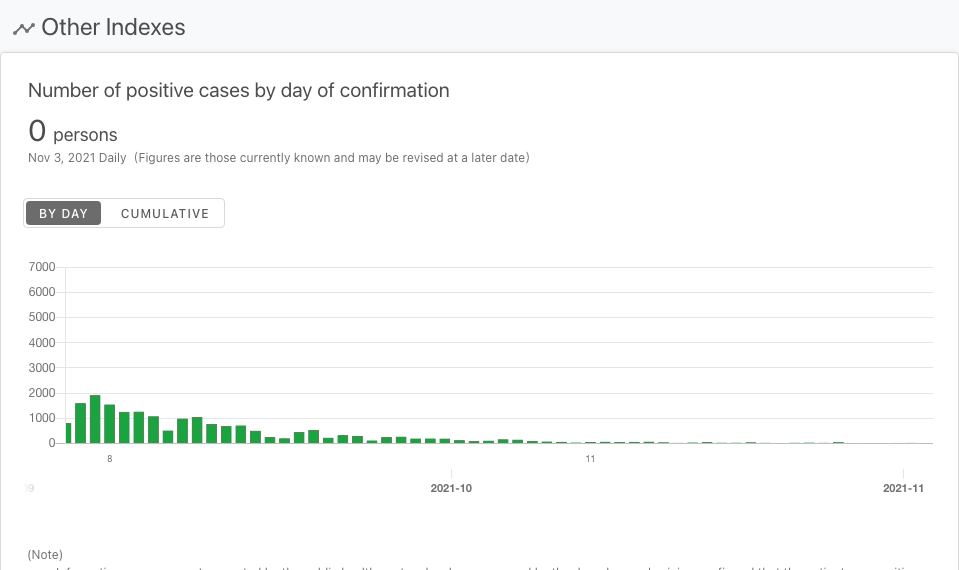 Other Indexes
Number of positive cases by day of confirmation
0 persons
Nov 3, 2021 Daily (Figures are those currently known and may be revised at a later date)
BY DAY CUMULATIVE
7000
6000
5000
4000
3000
2000
1000
0
8 11
2021-10 2021-11
(Note)